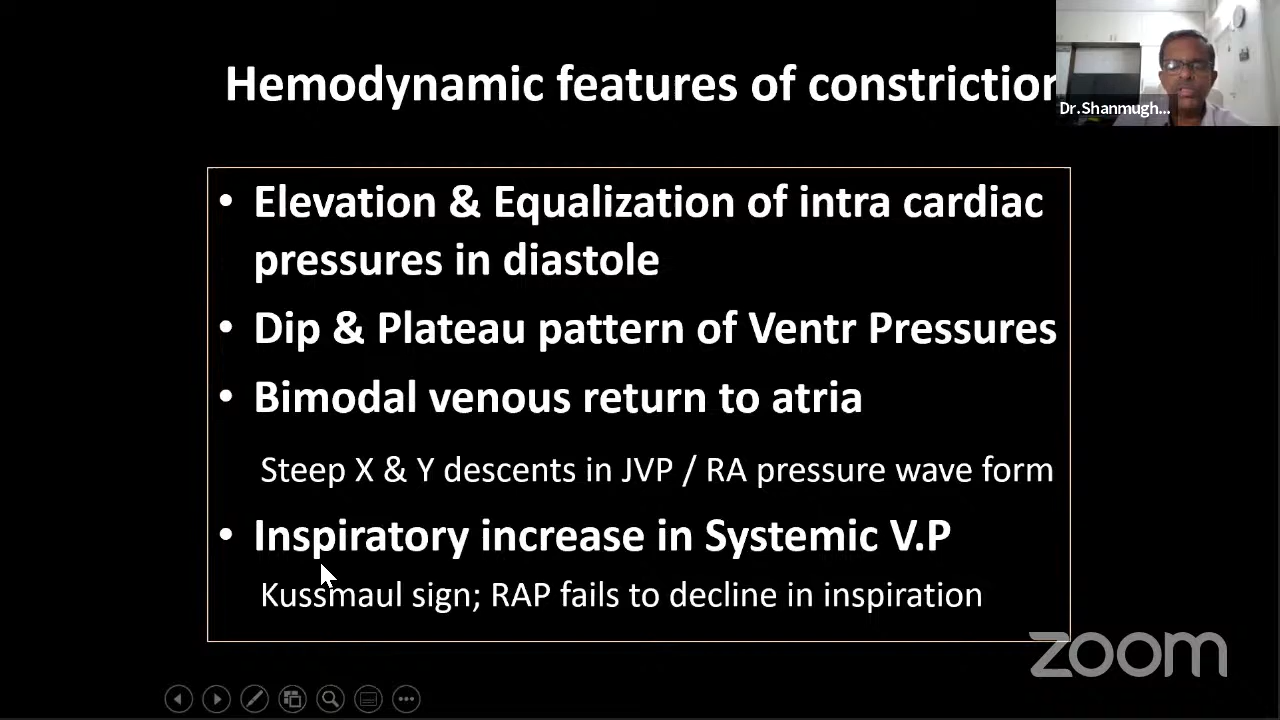 Hemodynamic features of constriction
Dr.Shanmugh...
• Elevation & Equalization of intra cardiac
pressures in diastole
• Dip & Plateau pattern of Ventr Pressures
• Bimodal venous return to atria
Steep X & Y descents in JVP / RA pressure wave form
• Inspiratory increase in Systemic V.P
Kussmaul sign; RAP fails to decline in inspiration
zoom